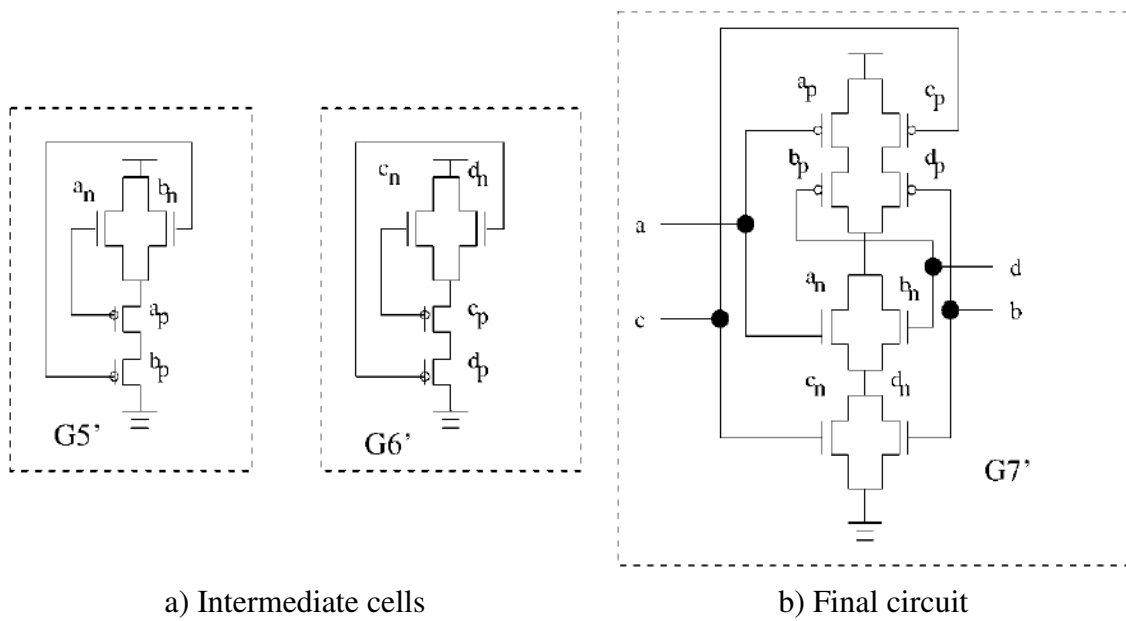 a_n b_n
a_p
b_p
G5’
c_n d_n
c_p
d_p
G6’
a_p c_p
b_p d_p
a
a_n b_n d
c b
c_n d_n
G7’
a) Intermediate cells
b) Final circuit